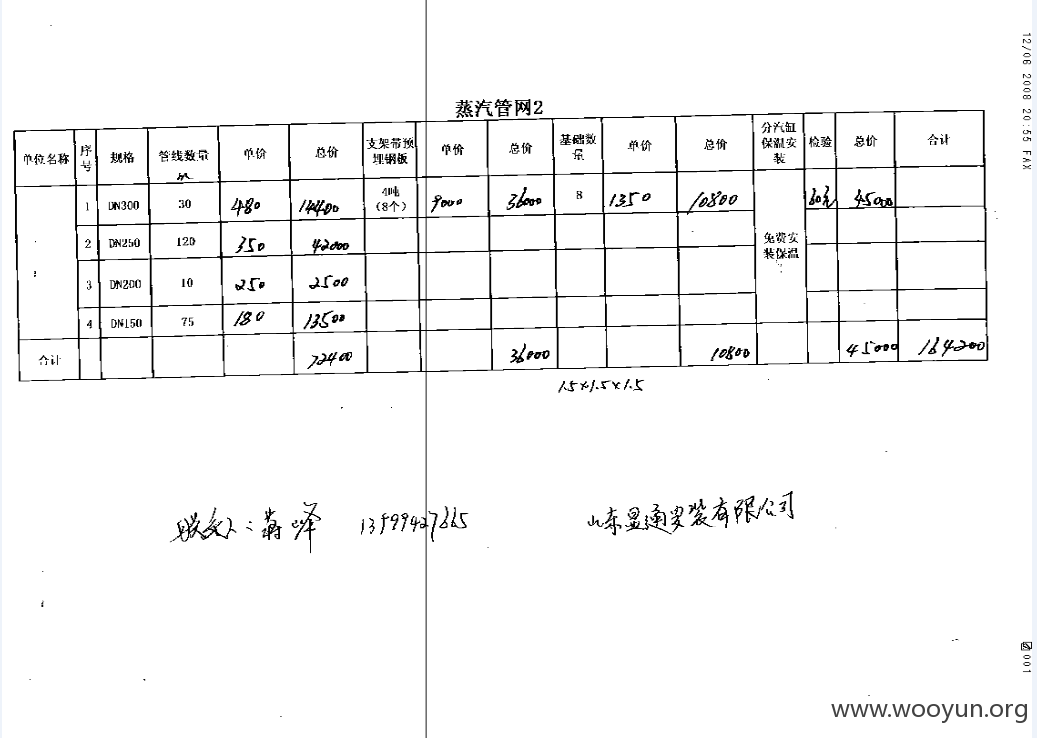 12/06 2008 20:55 FAX
蒸汽管网2
单位名称 序号 规格 管线数量 单价 总价 支架带预埋钢板 单价 总价 基础数量 单价 总价 分汽缸保温安装 检验 总价 合计
1 DN300 30 480 14400 4吨(8个) 9000 36000 8 1350 10800 免费安装保温 45000
2 DN250 120 350 42000
3 DN200 10 250 2500
4 DN150 75 180 13500
合计 72400 36000 10800 45000 164200
1.5×1.5×1.5
联系人:蒋峰
山东显通安装有限公司
001
www.wooyun.org